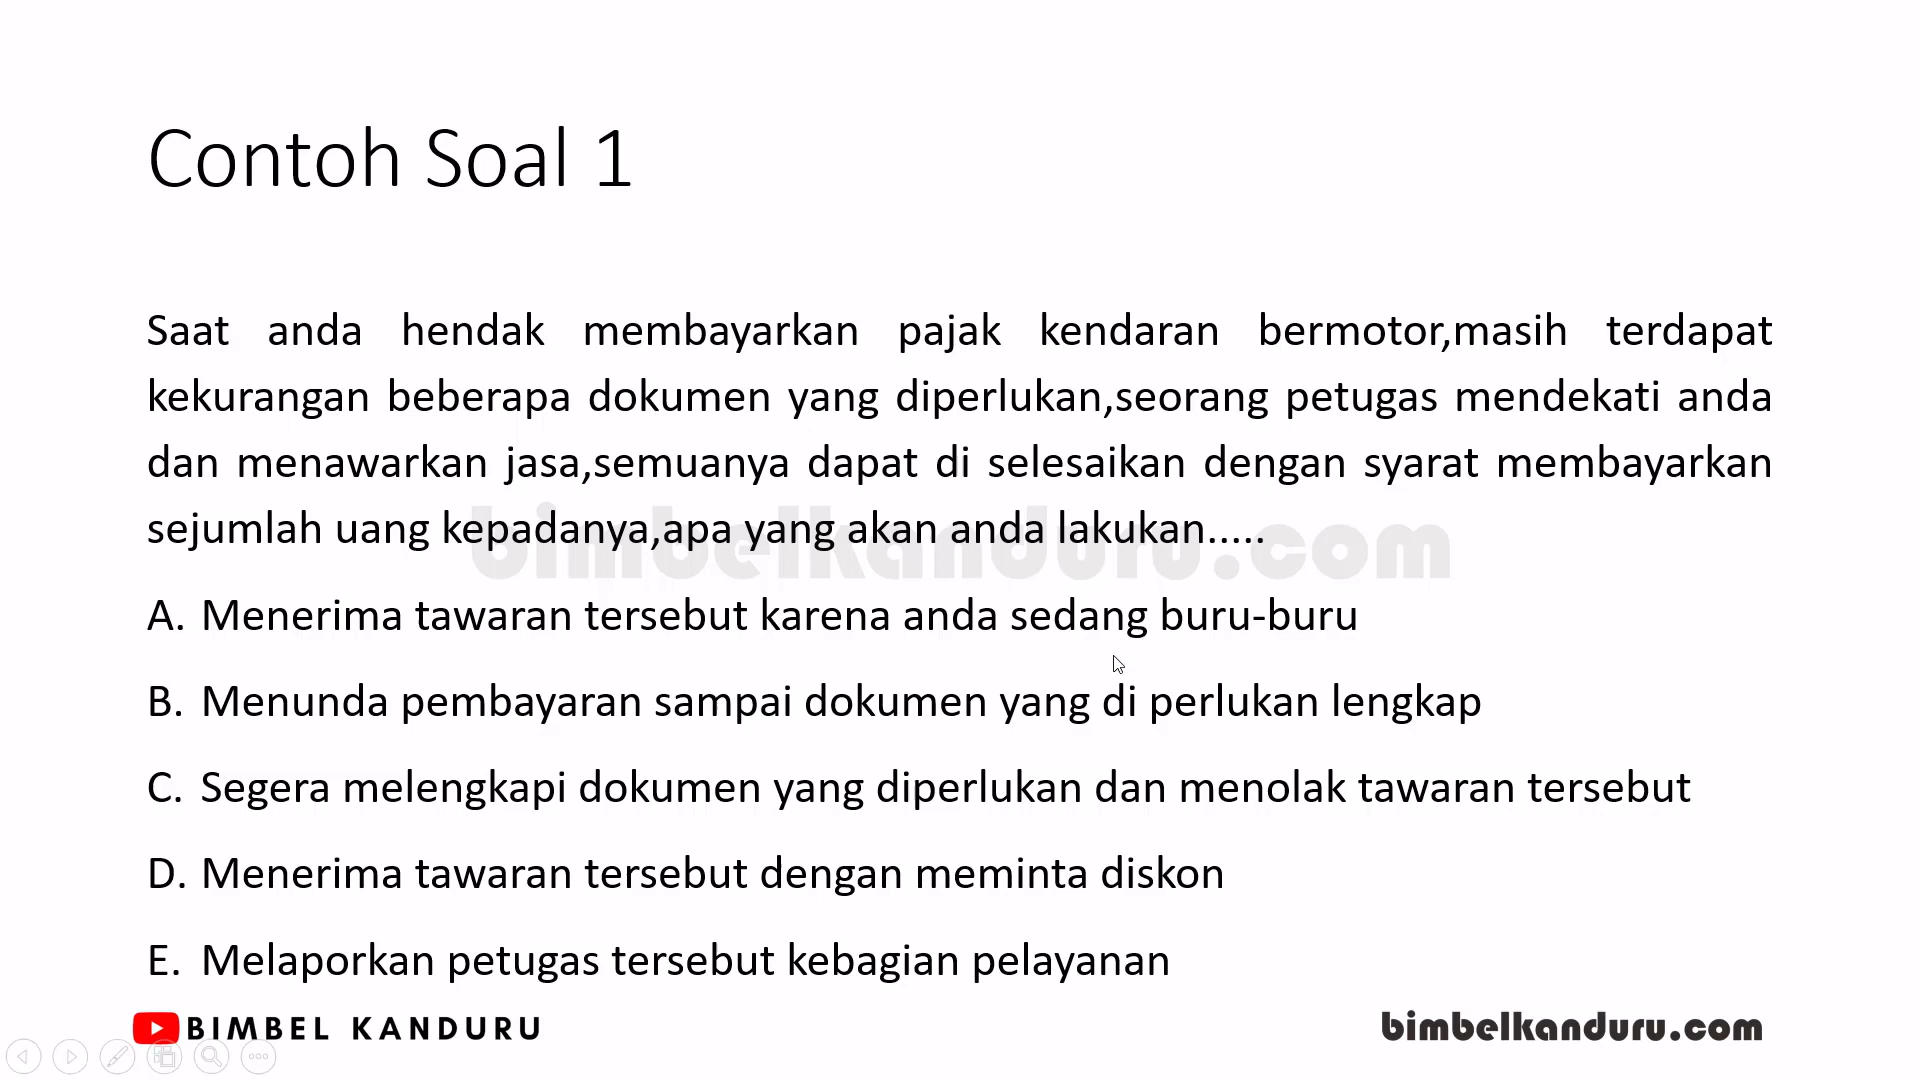 Contoh Soal 1
Saat anda hendak membayarkan pajak kendaran bermotor,masih terdapat
kekurangan beberapa dokumen yang diperlukan,seorang petugas mendekati anda
dan menawarkan jasa,semuanya dapat di selesaikan dengan syarat membayarkan
sejumlah uang kepadanya,apa yang akan anda lakukan.....
bimbelkanduru.com
A. Menerima tawaran tersebut karena anda sedang buru-buru
B. Menunda pembayaran sampai dokumen yang di perlukan lengkap
C. Segera melengkapi dokumen yang diperlukan dan menolak tawaran tersebut
D. Menerima tawaran tersebut dengan meminta diskon
E. Melaporkan petugas tersebut kebagian pelayanan
BIMBEL KANDURU
bimbelkanduru.com